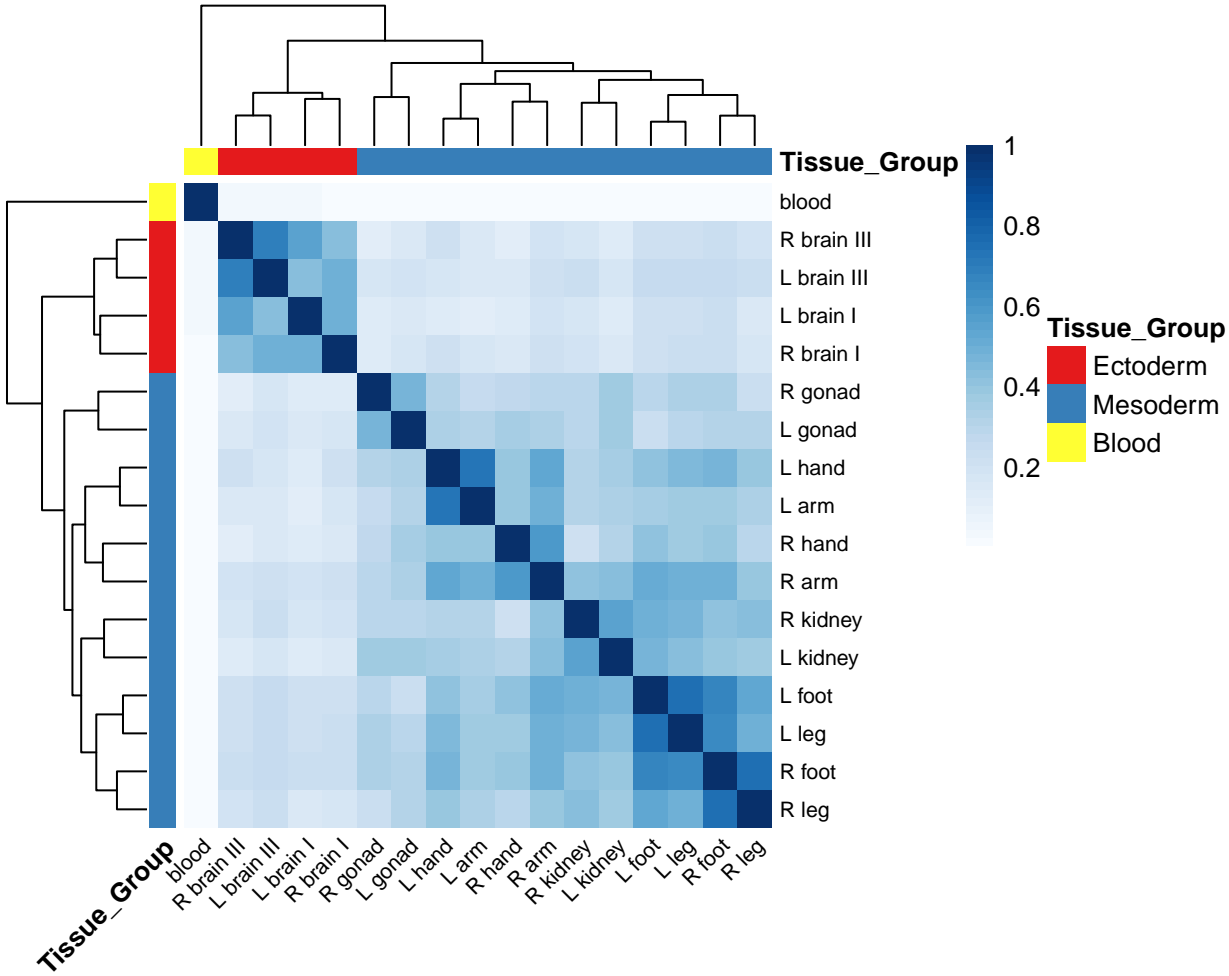 Tissue_Group
1
0.8
0.6
0.4
0.2
blood
R brain III
L brain III
L brain I
R brain I
R gonad
L gonad
L hand
L arm
R hand
R arm
R kidney
L kidney
L foot
L leg
R foot
R leg
Tissue_Group
Ectoderm
Mesoderm
Blood
Tissue_Group
blood
R brain III
L brain III
L brain I
R brain I
R gonad
L gonad
L hand
L arm
R hand
R arm
R kidney
L kidney
L foot
L leg
R foot
R leg